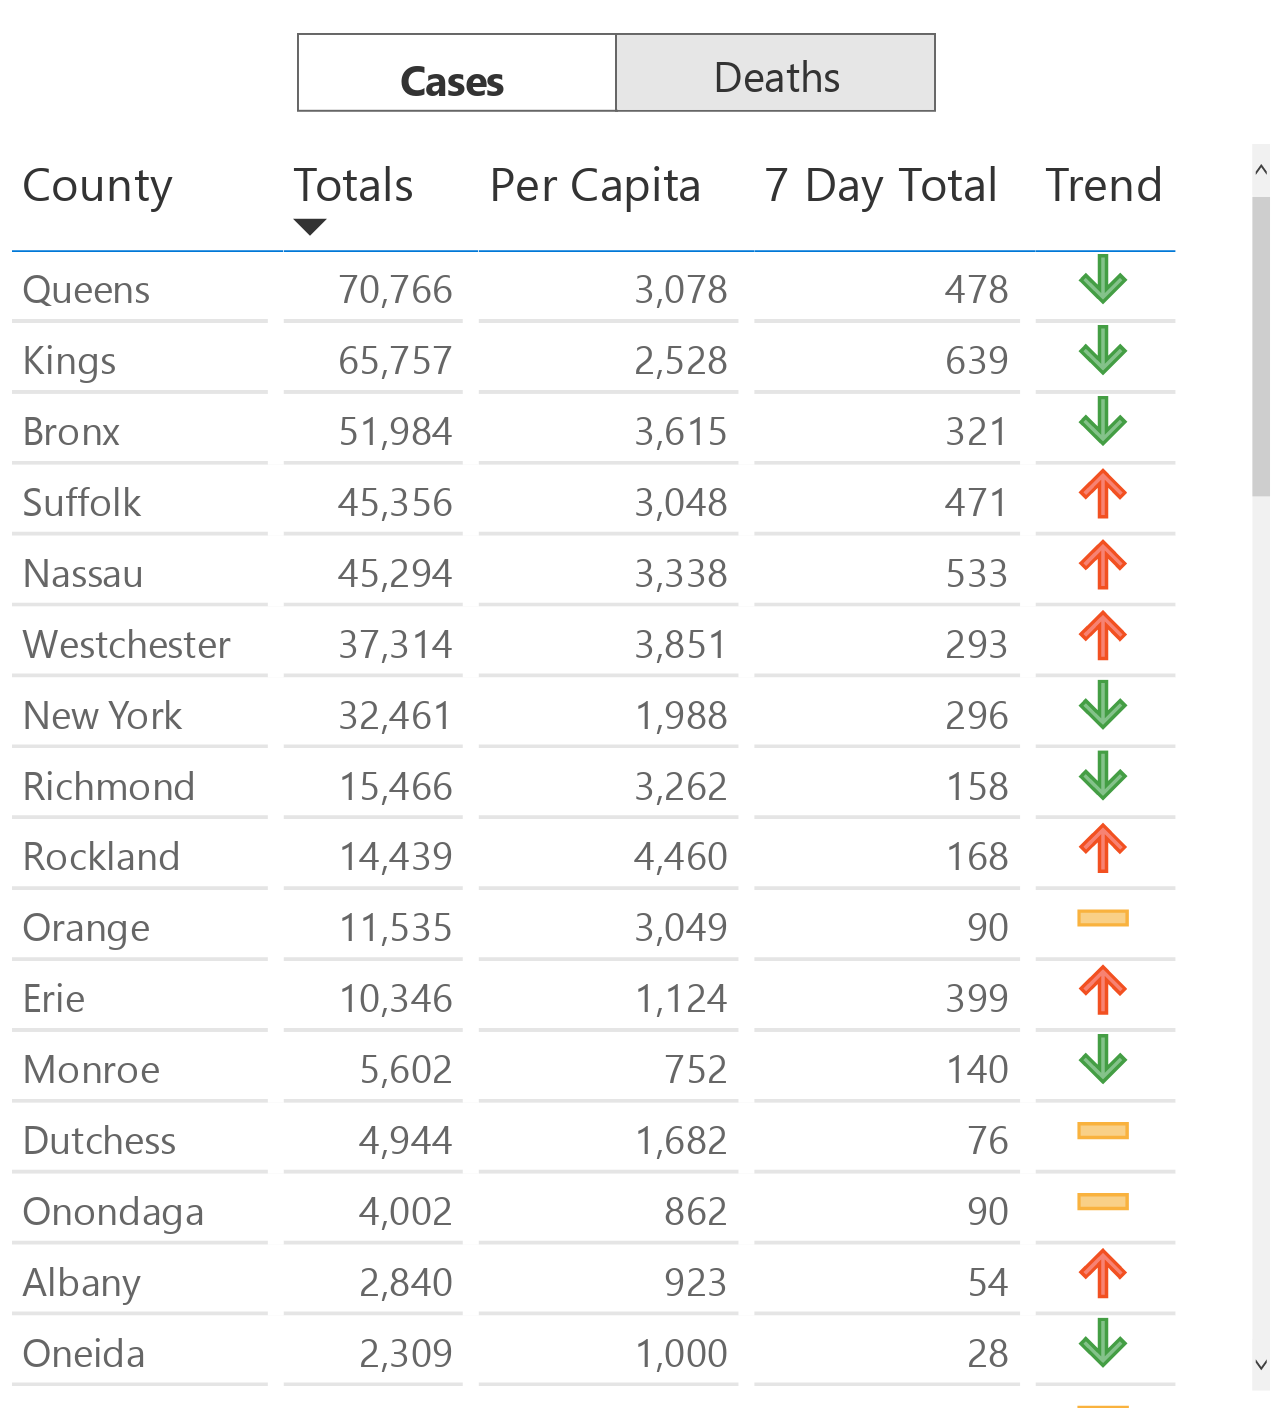 Cases Deaths
County Totals Per Capita 7 Day Total Trend
Queens 70,766 3,078 478
Kings 65,757 2,528 639
Bronx 51,984 3,615 321
Suffolk 45,356 3,048 471
Nassau 45,294 3,338 533
Westchester 37,314 3,851 293
New York 32,461 1,988 296
Richmond 15,466 3,262 158
Rockland 14,439 4,460 168
Orange 11,535 3,049 90
Erie 10,346 1,124 399
Monroe 5,602 752 140
Dutchess 4,944 1,682 76
Onondaga 4,002 862 90
Albany 2,840 923 54
Oneida 2,309 1,000 28